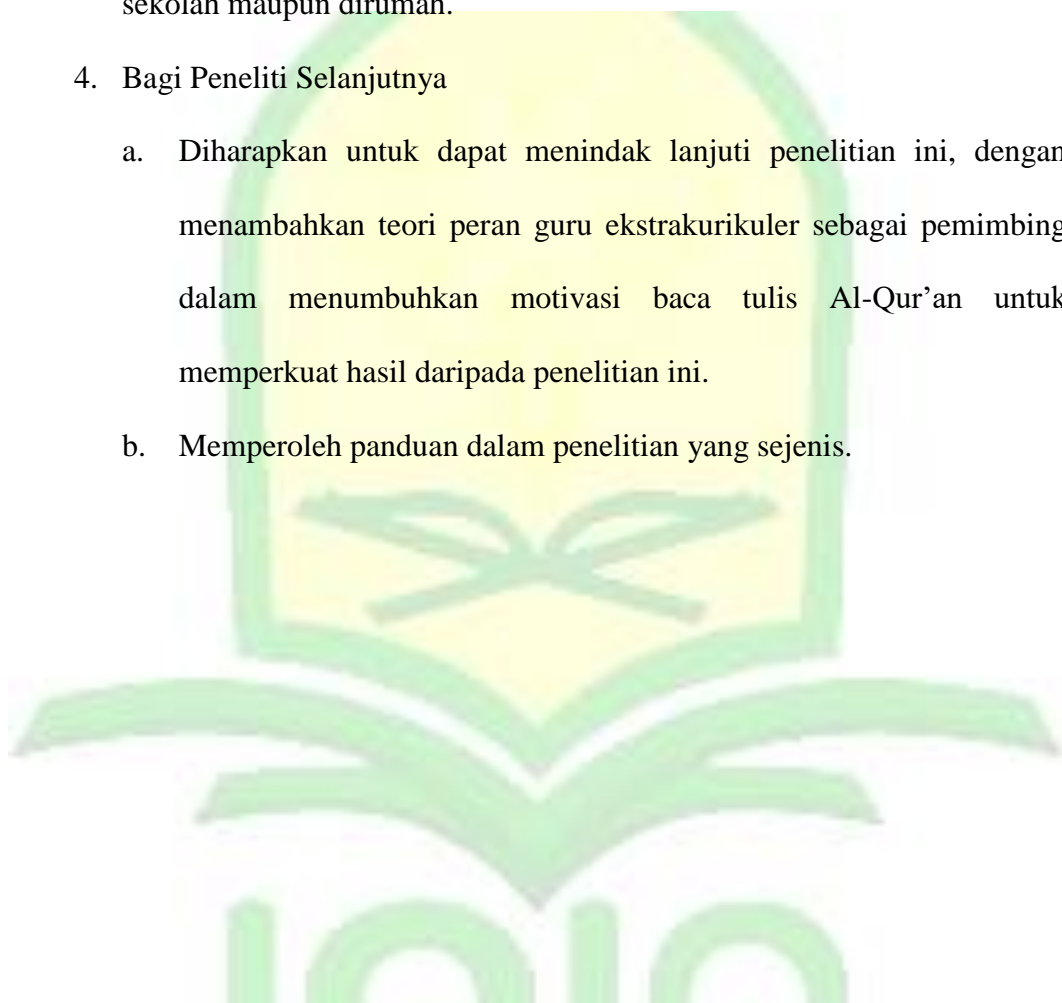 sekolah maupun dirumah.
4. Bagi Peneliti Selanjutnya
a. Diharapkan untuk dapat menindak lanjuti penelitian ini, dengan
menambahkan teori peran guru ekstrakurikuler sebagai pemimbing
dalam menumbuhkan motivasi baca tulis Al-Qur’an untuk
memperkuat hasil daripada penelitian ini.
b. Memperoleh panduan dalam penelitian yang sejenis.